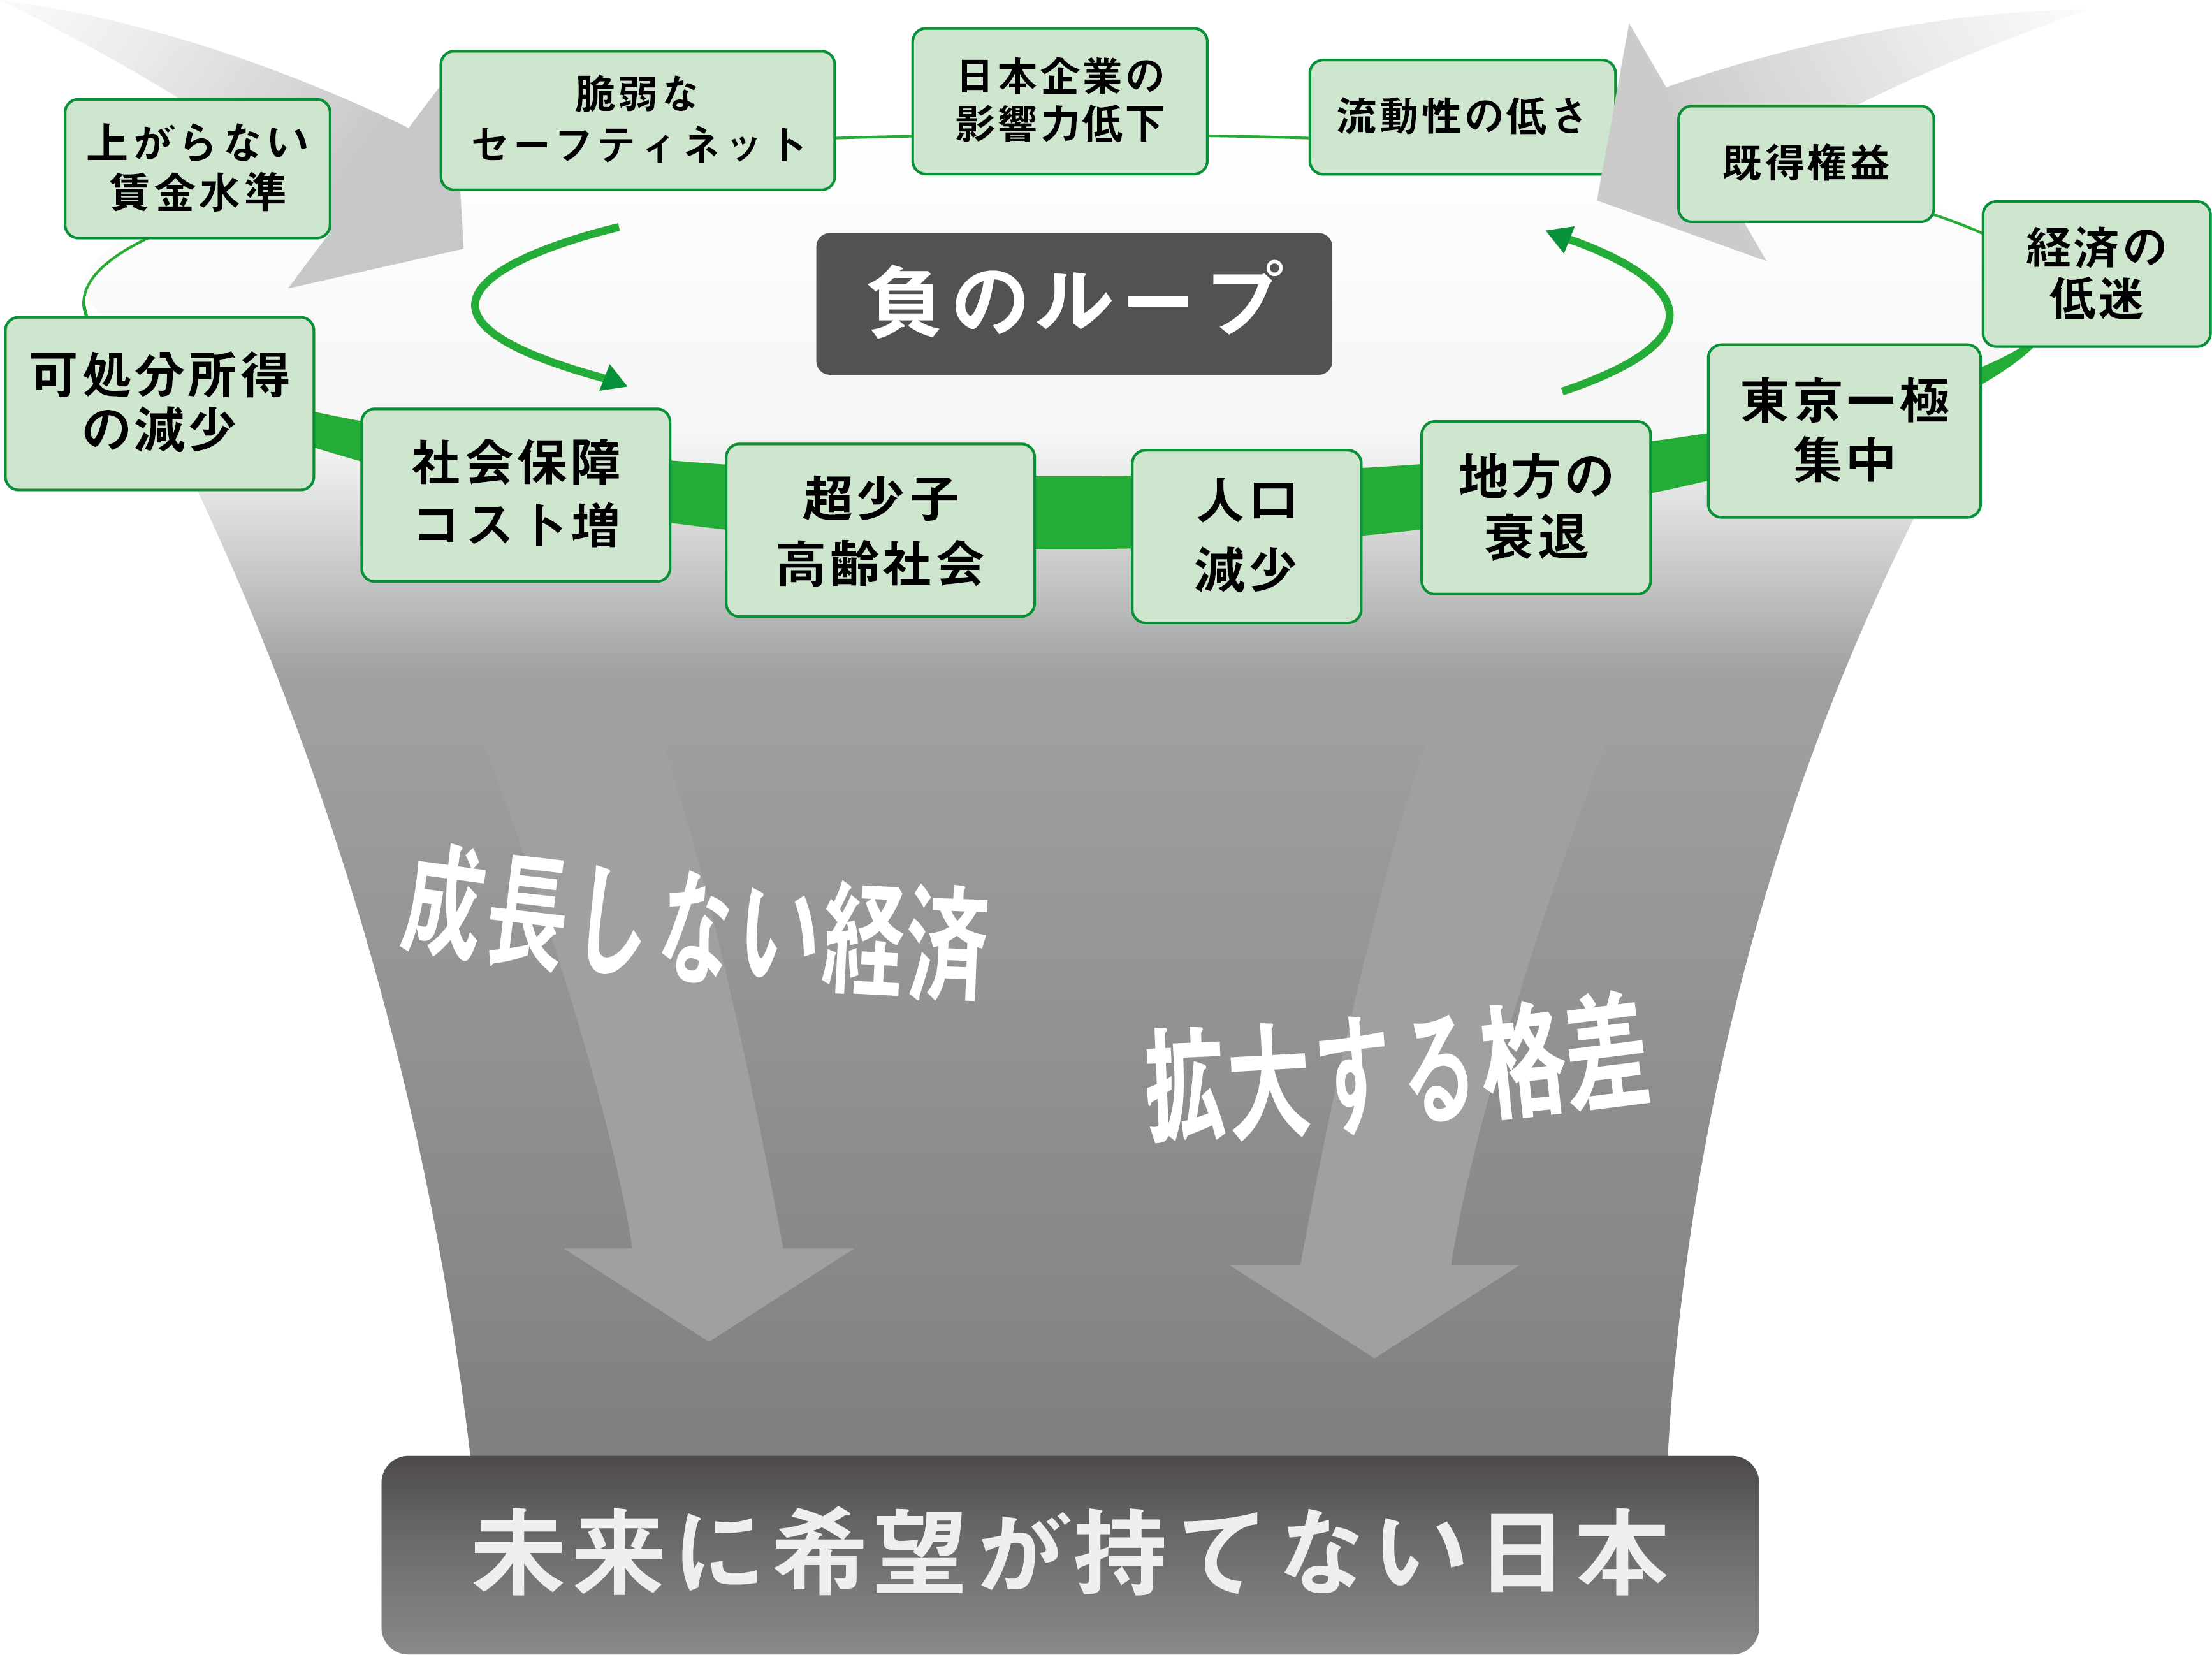 日本企業の
影響力低下
脆弱な
セーフティネット
流動性の低さ
上がらない
賃金水準
既得権益
経済の
低迷
負のループ
可処分所得
の減少
東京一極
集中
社会保障
コスト増
地方の
衰退
超少子
高齢社会
人口
減少
成長しない経済
拡大する格差
未来に希望が持てない日本